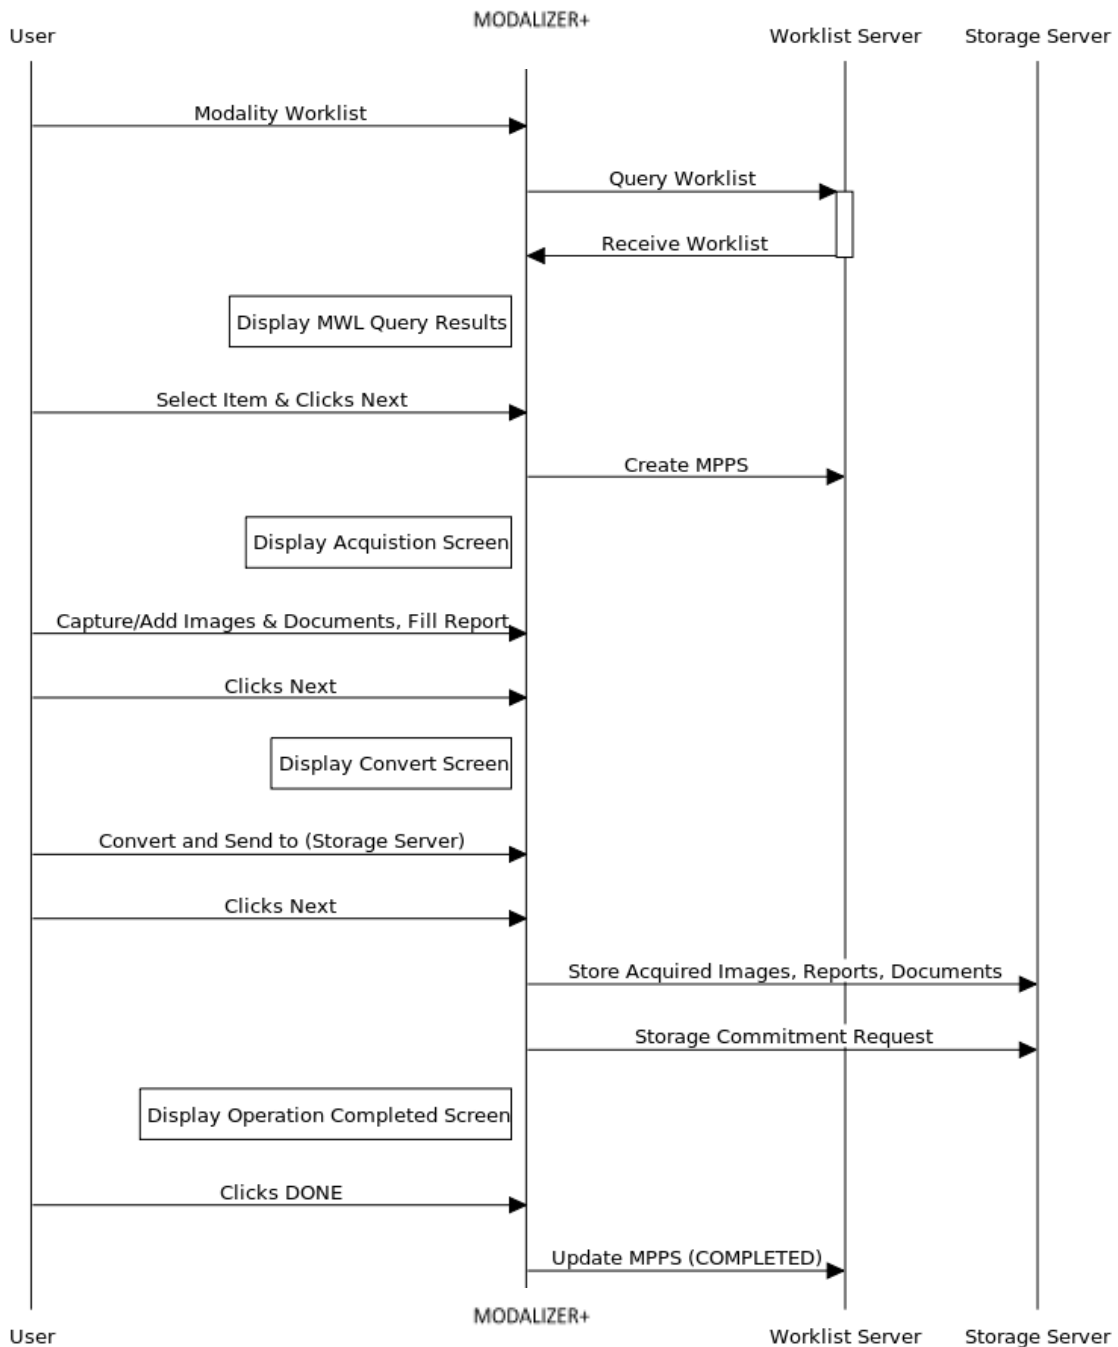 MODALIZER+
User
Worklist Server
Storage Server
Modality Worklist
Query Worklist
Receive Worklist
Display MWL Query Results
Select Item & Clicks Next
Create MPPS
Display Acquistion Screen
Capture/Add Images & Documents, Fill Report
Clicks Next
Display Convert Screen
Convert and Send to (Storage Server)
Clicks Next
Store Acquired Images, Reports, Documents
Storage Commitment Request
Display Operation Completed Screen
Clicks DONE
Update MPPS (COMPLETED)
MODALIZER+
User
Worklist Server
Storage Server